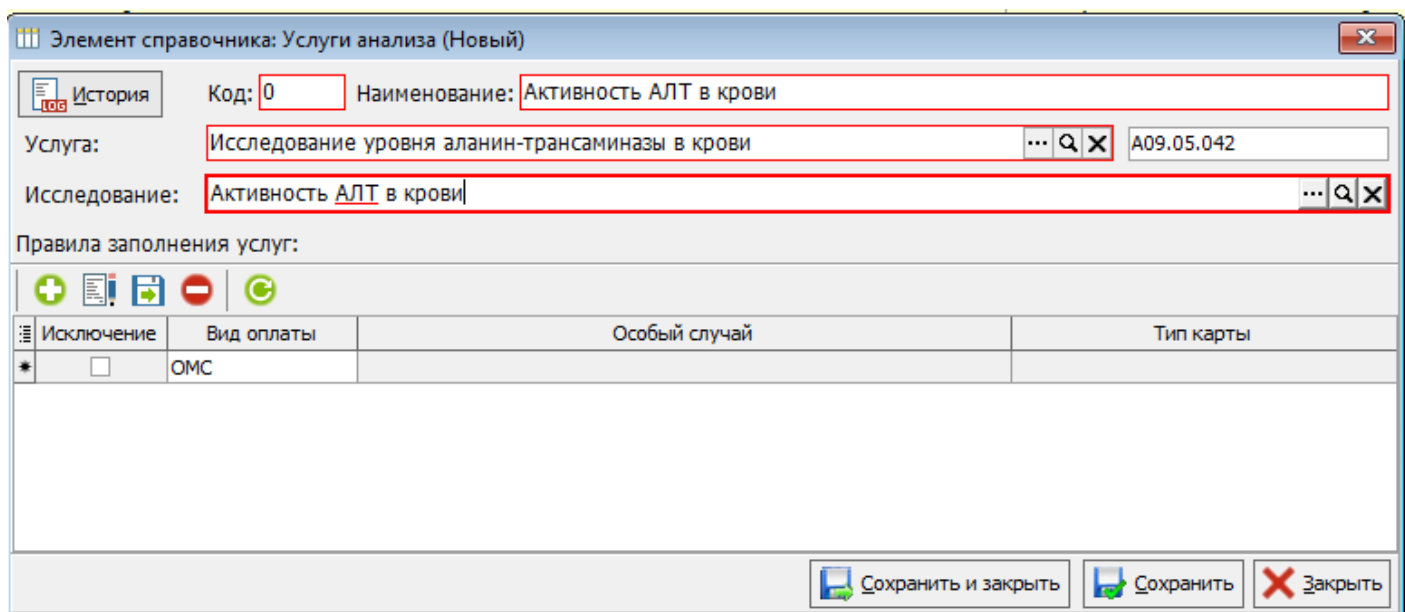 Элемент справочника: Услуги анализа (Новый)
LOG История Код: 0 Наименование: Активность АЛТ в крови
Услуга: Исследование уровня аланин-трансаминазы в крови ... A09.05.042
Исследование: Активность АЛТ в крови ...
Правила заполнения услуг:
Исключение Вид оплаты Особый случай Тип карты
ОМС
Сохранить и закрыть Сохранить Закрыть